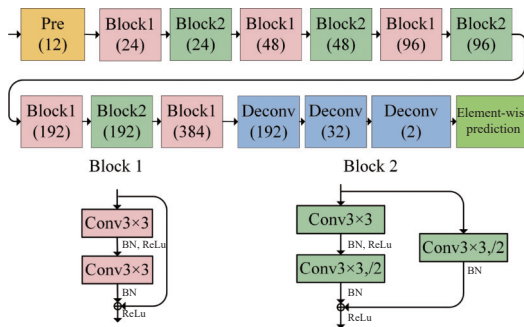 Pre
(12)
Block1
(24)
Block2
(24)
Block1
(48)
Block2
(48)
Block1
(96)
Block2
(96)
Block1
(192)
Block2
(192)
Block1
(384)
Deconv
(192)
Deconv
(32)
Deconv
(2)
Element-wis
prediction
Block 1
Conv3×3
BN, ReLu
Conv3×3
BN
ReLu
Block 2
Conv3×3
BN, ReLu
Conv3×3,/2
BN
ReLu
Conv3×3,/2
BN